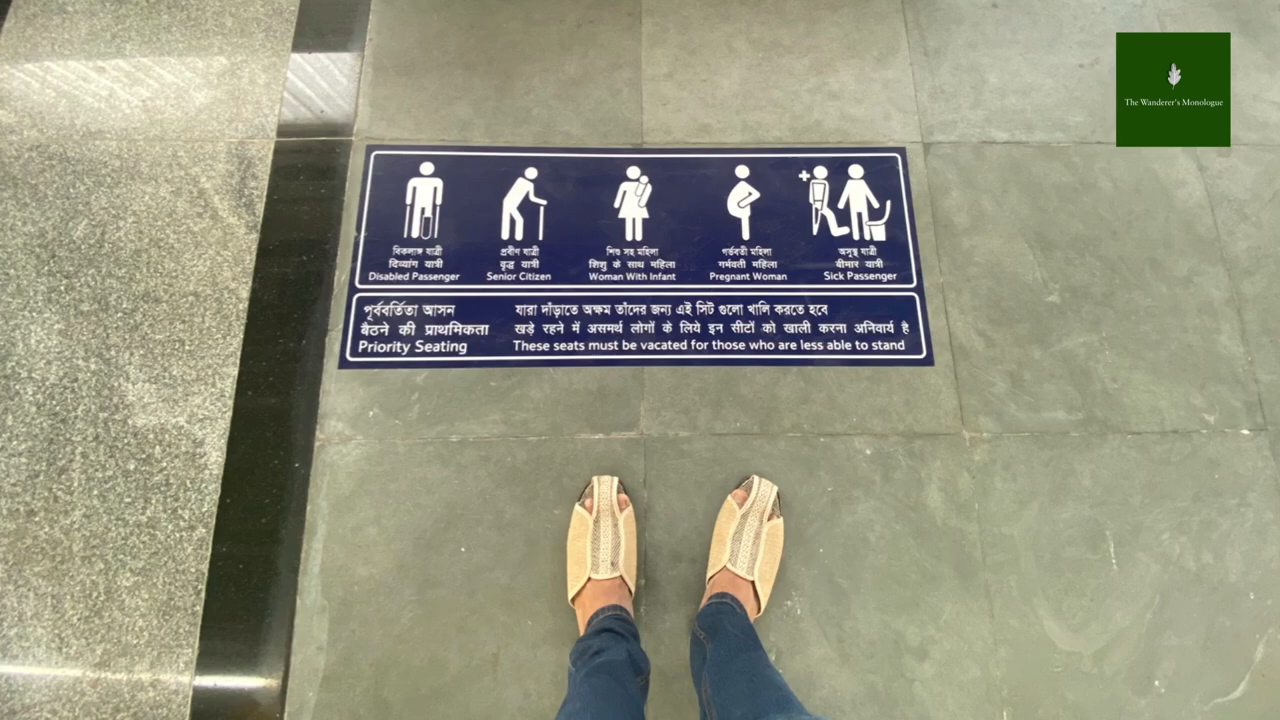 The Wanderer's Monologue
বিকলাঙ্গ যাত্রী
दिव्यांग यात्री
Disabled Passenger
প্রবীণ যাত্রী
वृद्ध यात्री
Senior Citizen
শিশু সহ মহিলা
शिशु के साथ महिला
Woman With Infant
গর্ভবতী মহিলা
गर्भवती महिला
Pregnant Woman
অসুস্থ যাত্রী
बीमार यात्री
Sick Passenger
পূর্ববর্তিতা আসন
बैठने की प्राथमिकता
Priority Seating
যারা দাঁড়াতে অক্ষম তাঁদের জন্য এই সিট গুলো খালি করতে হবে
खड़े रहने में असमर्थ लोगों के लिये इन सीटों को खाली करना अनिवार्य है
These seats must be vacated for those who are less able to stand